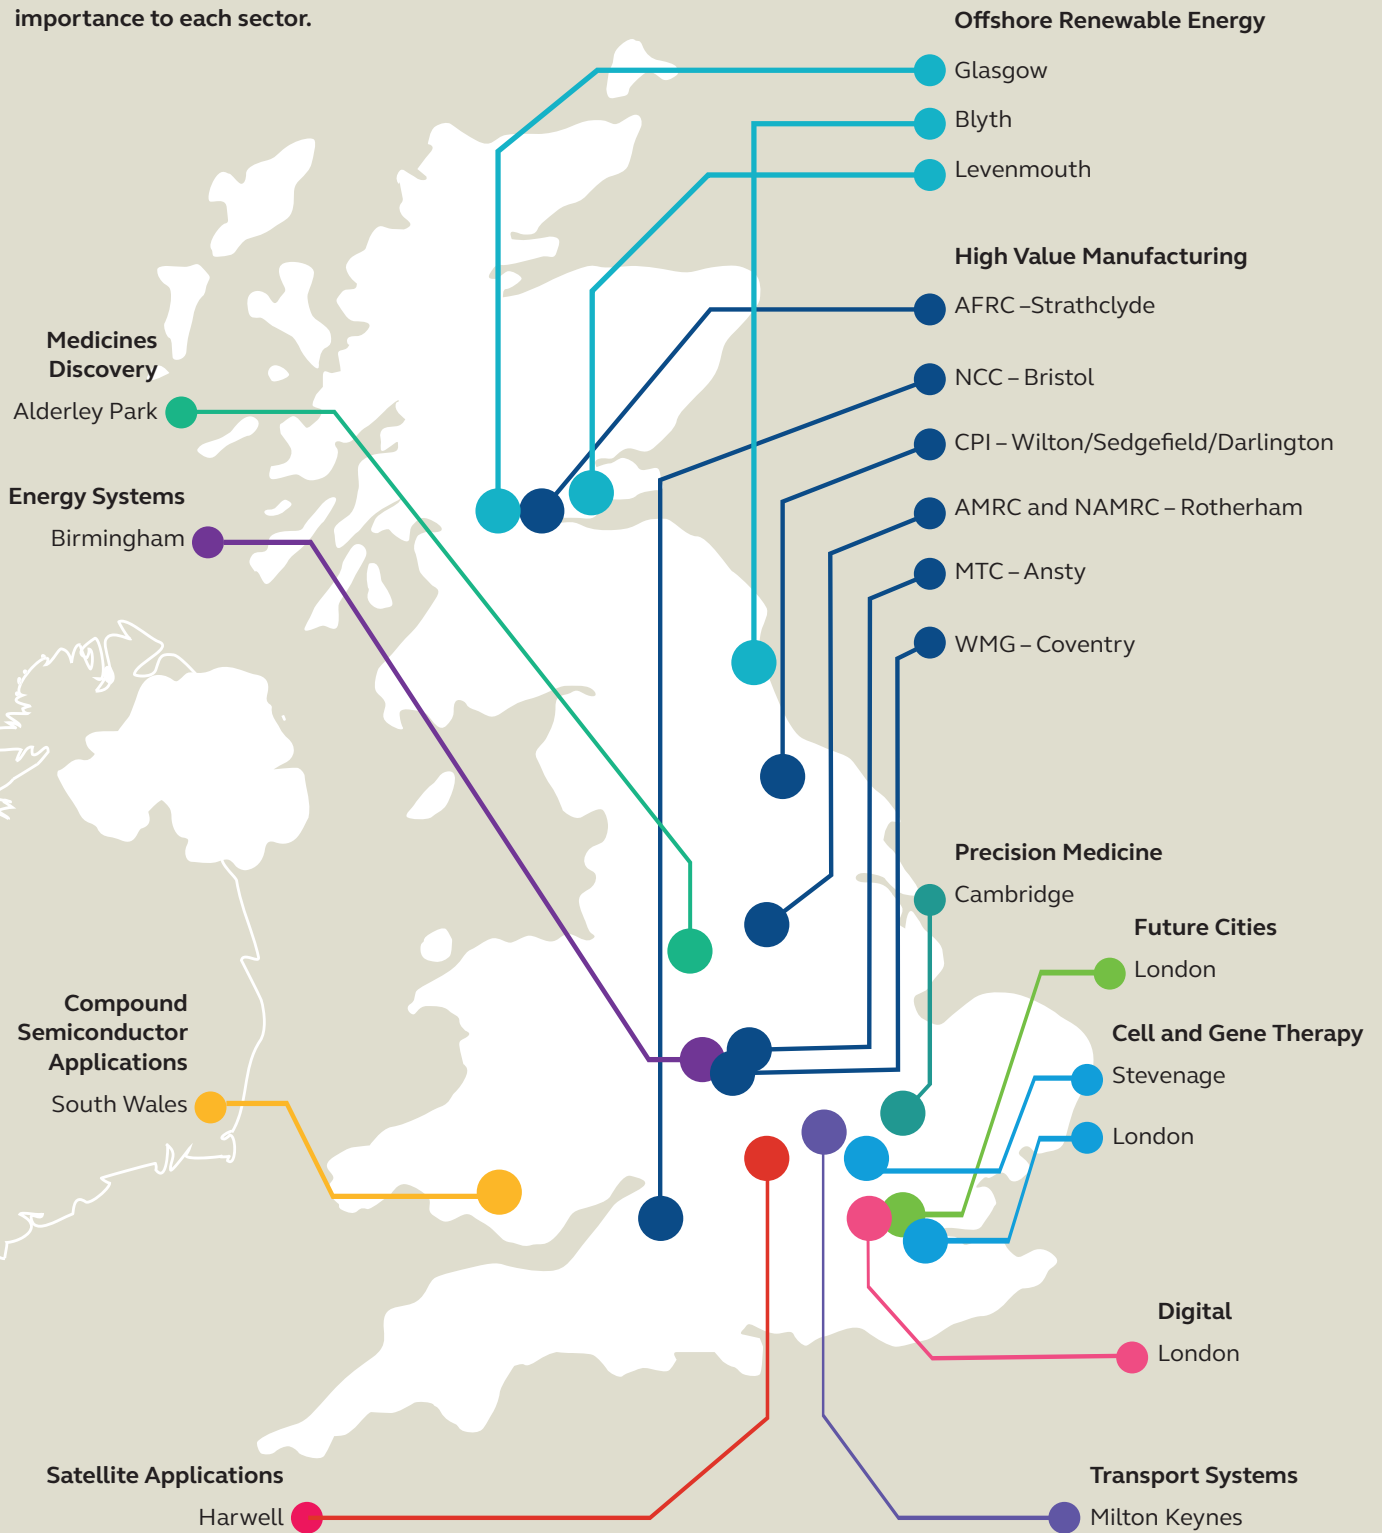 importance to each sector.
Offshore Renewable Energy
Glasgow
Blyth
Levenmouth
High Value Manufacturing
AFRC – Strathclyde
NCC – Bristol
CPI – Wilton/Sedgefield/Darlington
AMRC and NAMRC – Rotherham
MTC – Ansty
WMG – Coventry
Medicines
Discovery
Alderley Park
Energy Systems
Birmingham
Precision Medicine
Cambridge
Future Cities
London
Cell and Gene Therapy
Stevenage
London
Compound
Semiconductor
Applications
South Wales
Digital
London
Satellite Applications
Harwell
Transport Systems
Milton Keynes